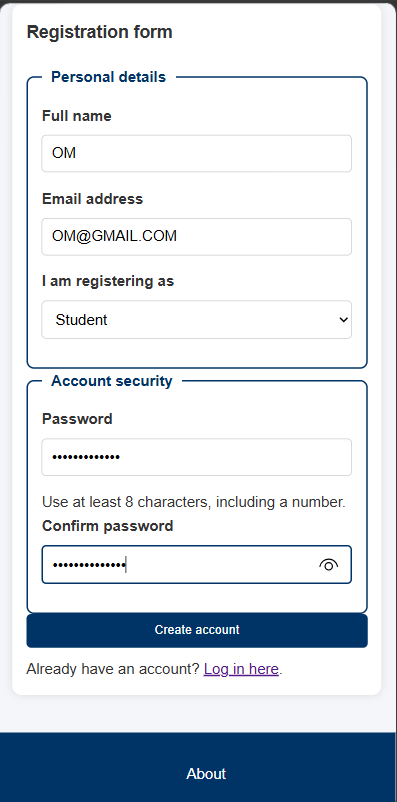 Registration form
Personal details
Full name
OM
Email address
OM@GMAIL.COM
I am registering as
Student
Account security
Password
•••••••••••••
Use at least 8 characters, including a number.
Confirm password
••••••••••••••
Create account
Already have an account? Log in here.
About